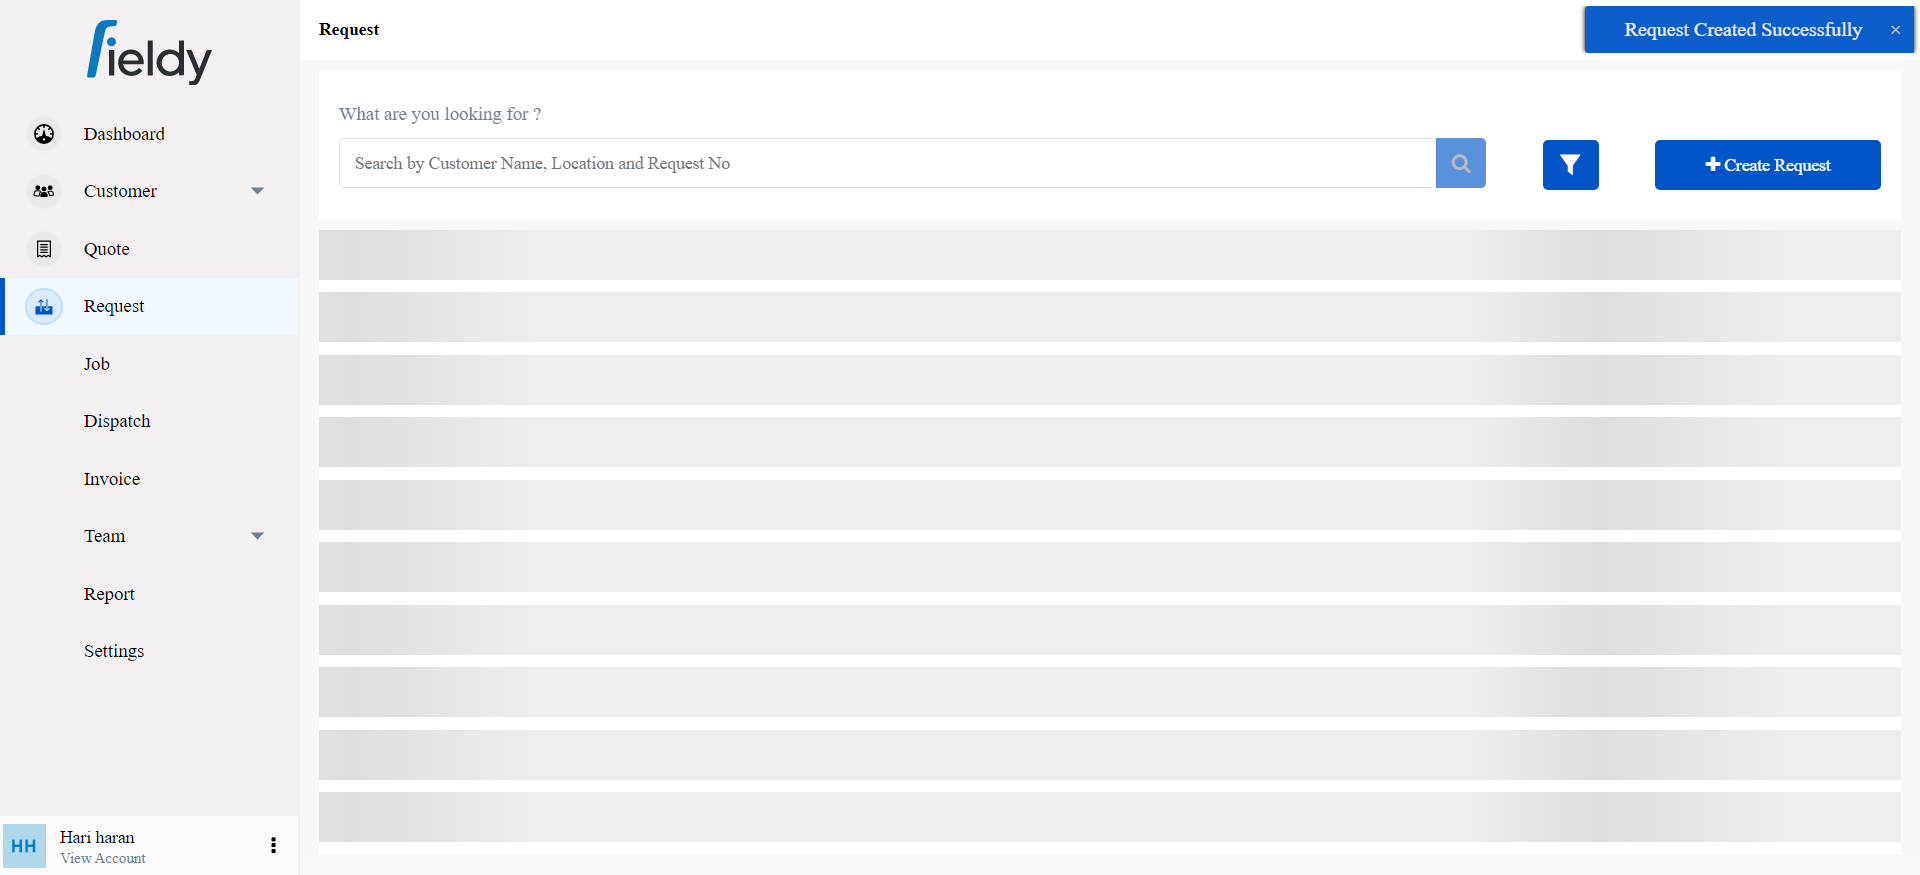 fieldy
Dashboard
Customer
Quote
Request
Job
Dispatch
Invoice
Team
Report
Settings
HH
Hari haran
View Account
Request
Request Created Successfully ×
What are you looking for ?
Search by Customer Name, Location and Request No
Create Request